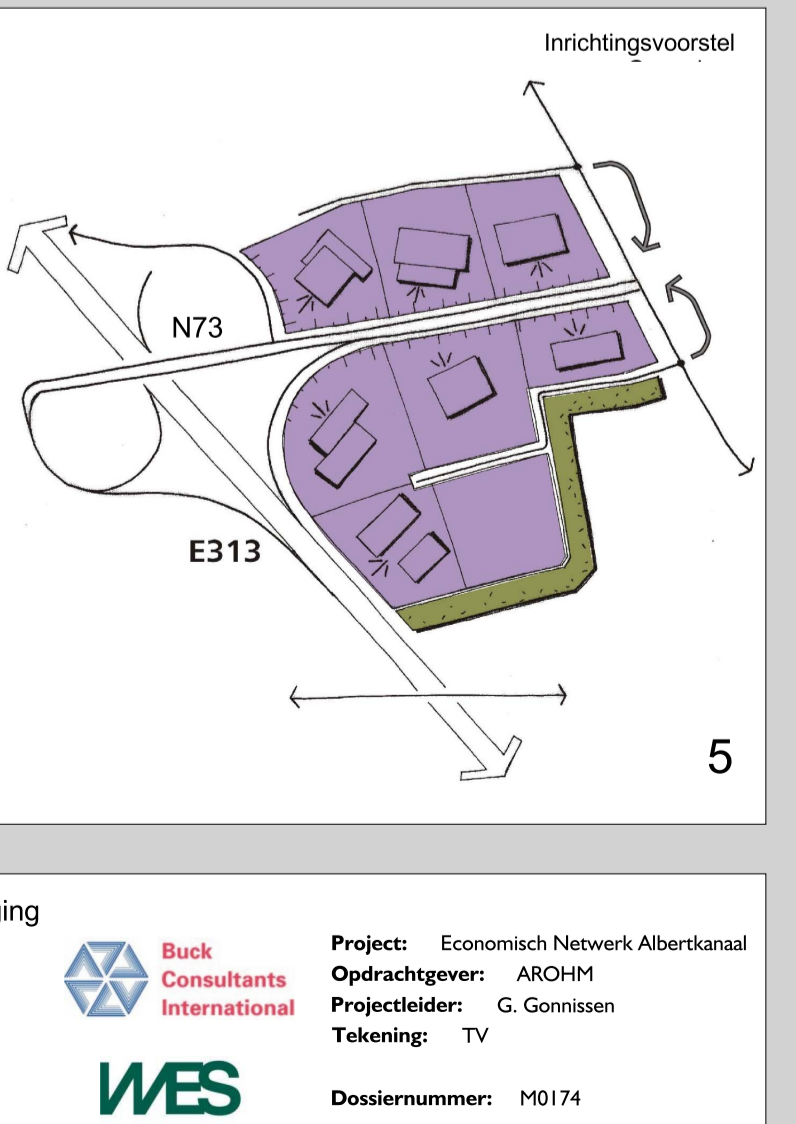 Inrichtingsvoorstel
N73
E313
5
Buck
Consultants
International
WES
Project: Economisch Netwerk Albertkanaal
Opdrachtgever: AROHM
Projectleider: G. Gonnissen
Tekening: TV
Dossiernummer: M0174